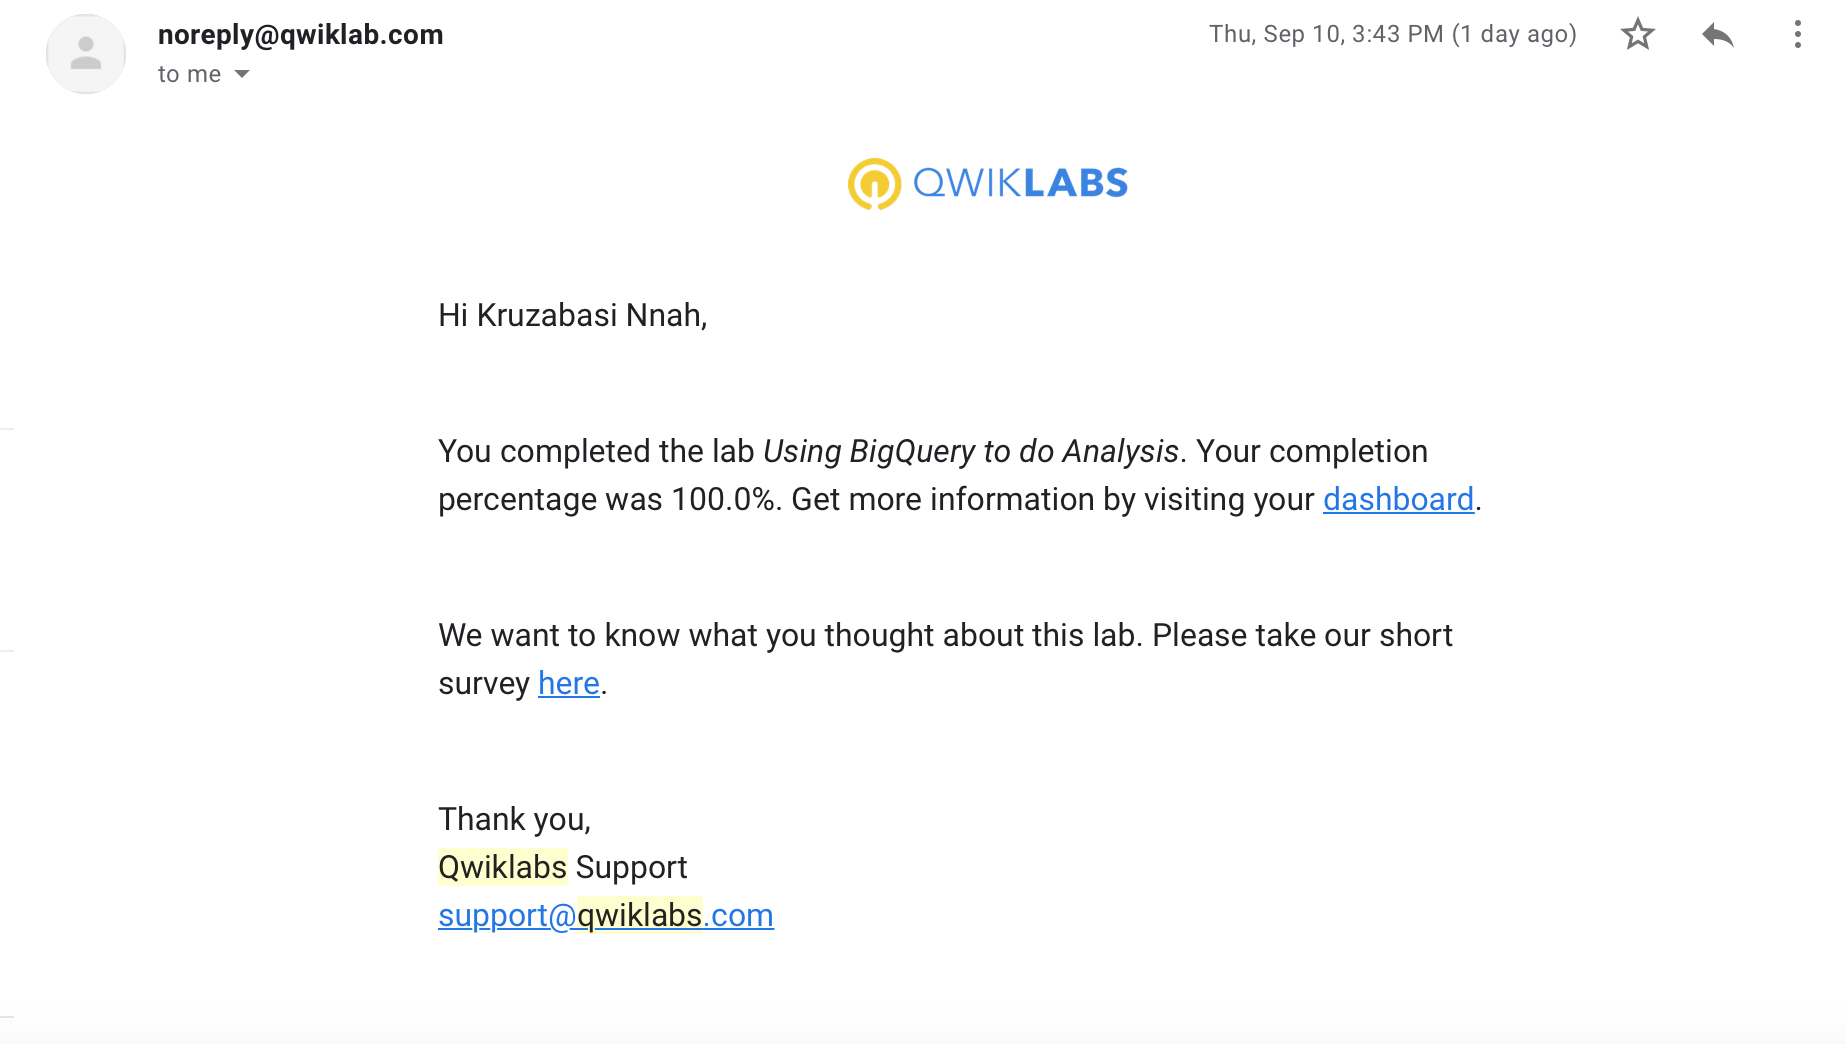 noreply@qwiklab.com
Thu, Sep 10, 3:43 PM (1 day ago)
to me
QWIKLABS
Hi Kruzabasi Nnah,
You completed the lab Using BigQuery to do Analysis. Your completion
percentage was 100.0%. Get more information by visiting your dashboard.
We want to know what you thought about this lab. Please take our short
survey here.
Thank you,
Qwiklabs Support
support@qwiklabs.com